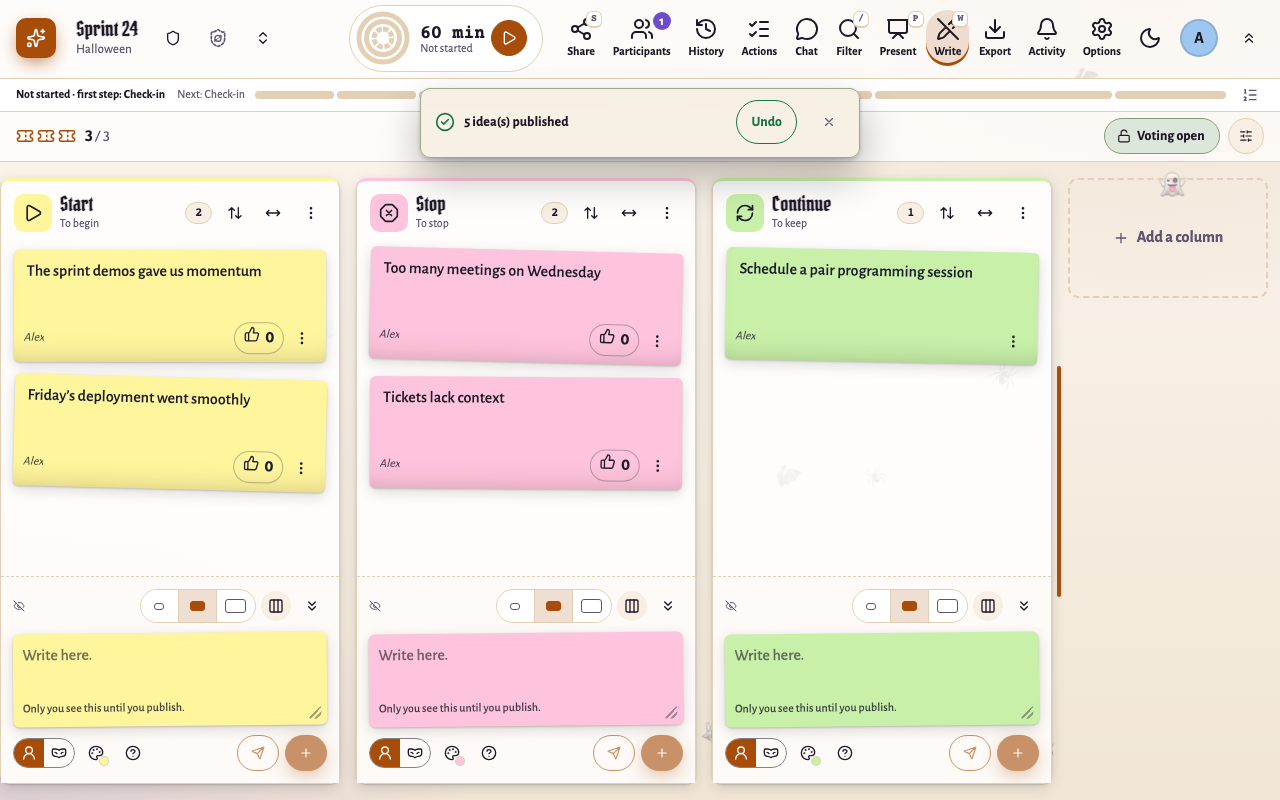 Sprint 24
Halloween
60 min
Not started
S
Share
1
Participants
History
Actions
Chat
/
Filter
P
Present
W
Write
Export
Activity
Options
A
Not started · first step: Check-in
Next: Check-in
5 idea(s) published
Undo
3 / 3
Voting open
Start
To begin
2
Stop
To stop
2
Continue
To keep
1
Add a column
The sprint demos gave us momentum
Alex
0
Friday's deployment went smoothly
Alex
0
Too many meetings on Wednesday
Alex
0
Tickets lack context
Alex
0
Schedule a pair programming session
Alex
Write here.
Only you see this until you publish.
Write here.
Only you see this until you publish.
Write here.
Only you see this until you publish.